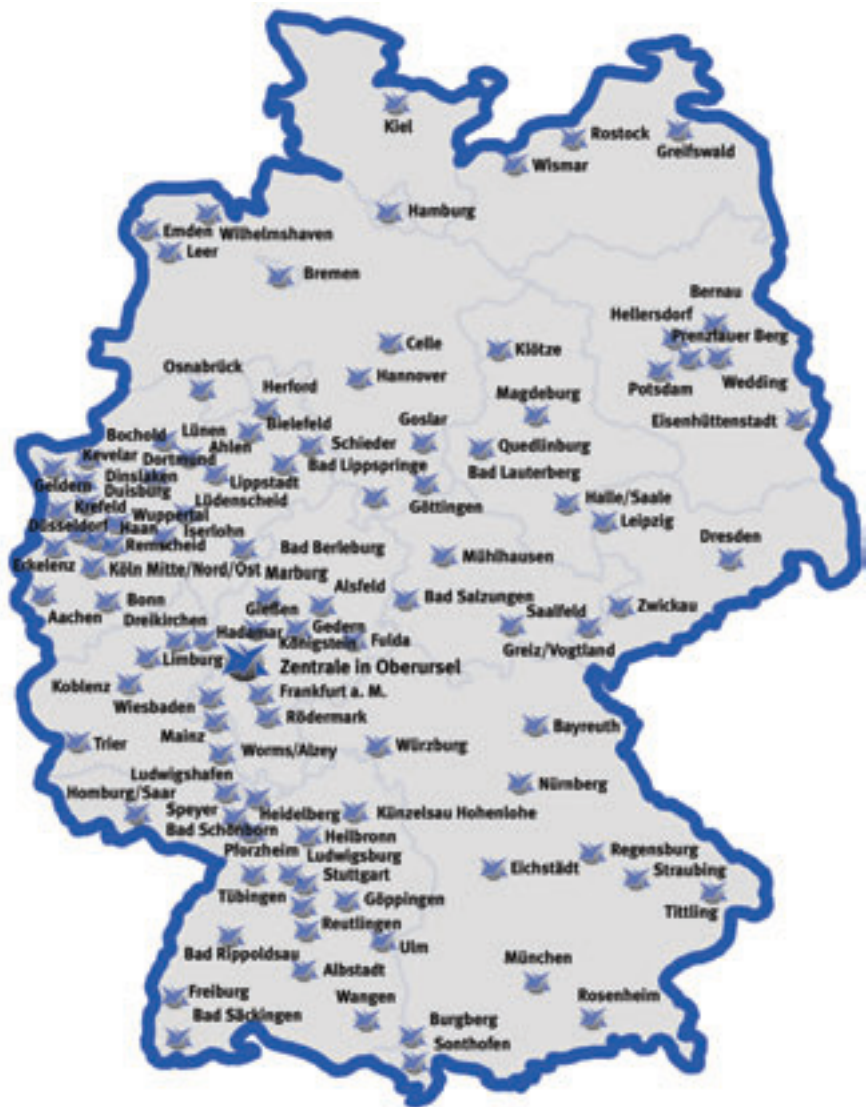 Kiel
Rostock
Greifswald
Wismar
Hamburg
Emden
Wilhelmshaven
Leer
Bremen
Bernau
Hellersdorf
Prenzlauer Berg
Celle
Klötze
Wedding
Potsdam
Osnabrück
Hannover
Herford
Magdeburg
Eisenhüttenstadt
Bielefeld
Goslar
Lünen
Bochold
Ahlen
Schieder
Quedlinburg
Kevelar
Dortmund
Bad Lippspringe
Bad Lauterberg
Dinslaken
Lippstadt
Geldern
Duisburg
Lüdenscheid
Göttingen
Halle/Saale
Krefeld
Wuppertal
Leipzig
Düsseldorf
Haan
Iserlohn
Remscheid
Bad Berleburg
Mühlhausen
Dresden
Erkelenz
Köln Mitte/Nord/Ost
Marburg
Alsfeld
Aachen
Bonn
Gießen
Bad Salzungen
Saalfeld
Zwickau
Dreikirchen
Hadamar
Gedern
Königstein
Fulda
Greiz/Vogtland
Limburg
Zentrale in Oberursel
Koblenz
Frankfurt a. M.
Wiesbaden
Rödermark
Bayreuth
Mainz
Trier
Worms/Alzey
Würzburg
Ludwigshafen
Nürnberg
Homburg/Saar
Speyer
Heidelberg
Künzelsau Hohenlohe
Bad Schönborn
Heilbronn
Pforzheim
Ludwigsburg
Regensburg
Stuttgart
Eichstädt
Straubing
Tübingen
Göppingen
Tittling
Reutlingen
Bad Rippoldsau
Ulm
Albstadt
München
Freiburg
Wangen
Rosenheim
Bad Säckingen
Burgberg
Sonthofen